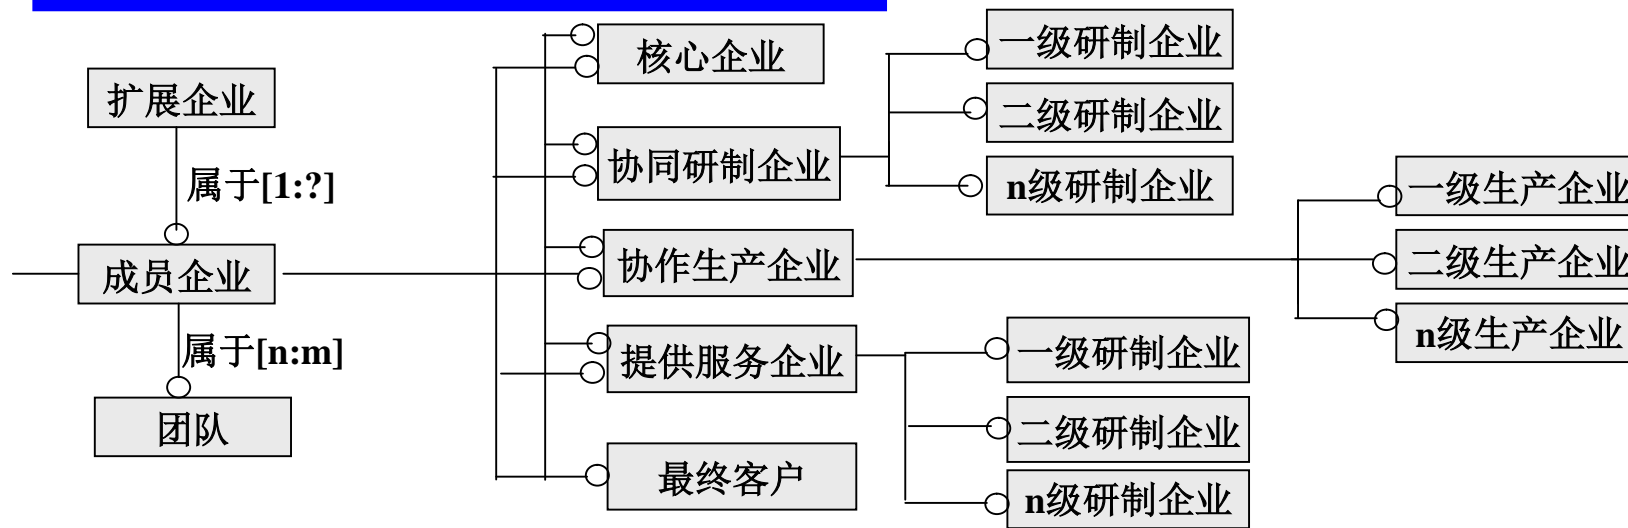 扩展企业
属于[1:?]
成员企业
属于[n:m]
团队
核心企业
协同研制企业
协作生产企业
提供服务企业
最终客户
一级研制企业
二级研制企业
n级研制企业
一级生产企业
二级生产企业
n级生产企业
一级研制企业
二级研制企业
n级研制企业